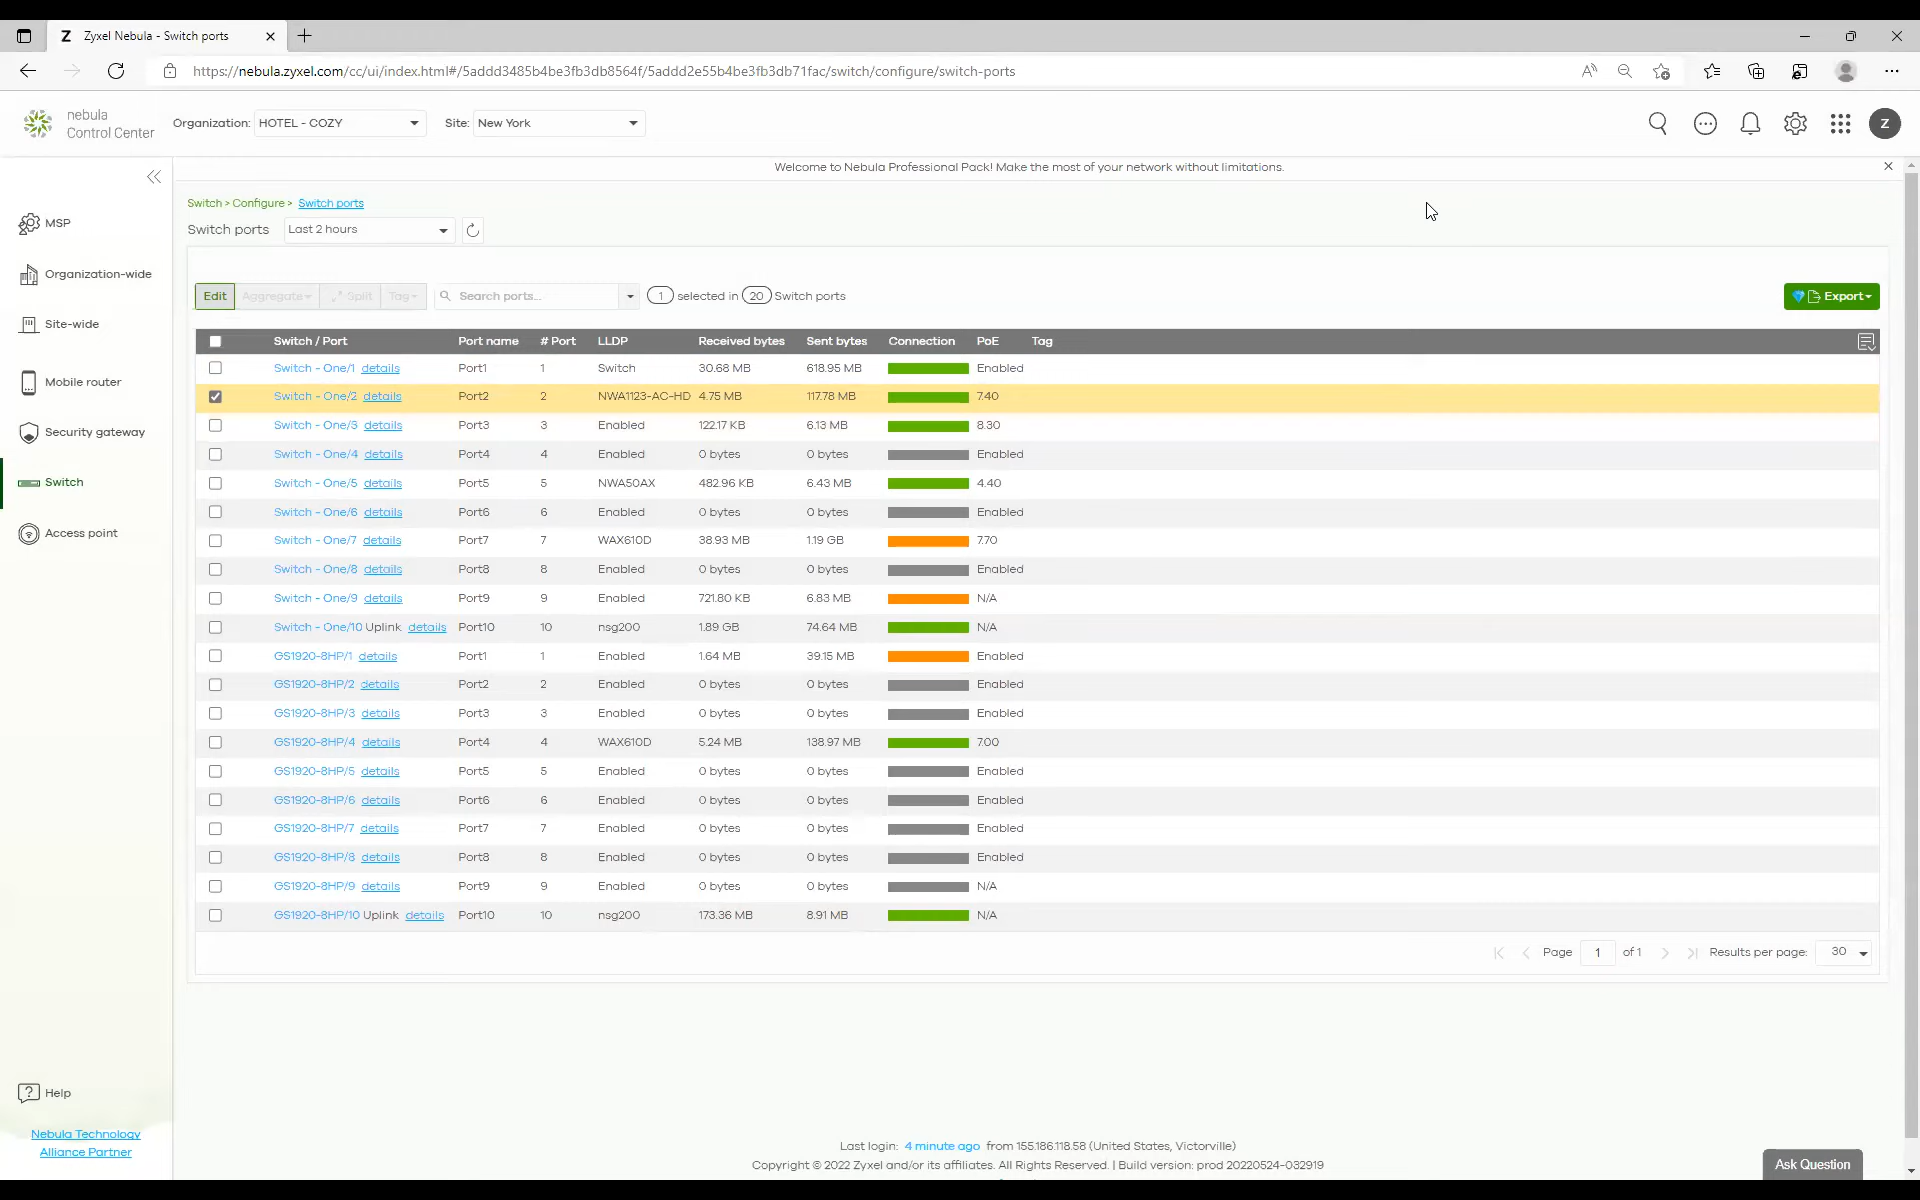 Zyxel Nebula - Switch ports
https://nebula.zyxel.com/cc/ui/index.html#/5addd3485b4be3fb3db8564f/5addd2e55b4be3fb3db71fac/switch/configure/switch-ports
nebula
Control Center
Organization: HOTEL - COZY Site: New York
Z
Welcome to Nebula Professional Pack! Make the most of your network without limitations.
MSP
Organization-wide
Site-wide
Mobile router
Security gateway
Switch
Access point
Help
Nebula Technology
Alliance Partner
Switch > Configure > Switch ports
Switch ports Last 2 hours
Edit Aggregate Split Tag Search ports... 1 selected in 20 Switch ports Export
Switch / Port Port name # Port LLDP Received bytes Sent bytes Connection PoE Tag
Switch - One/1 details Port1 1 Switch 30.68 MB 618.95 MB Enabled
Switch - One/2 details Port2 2 NWA1123-AC-HD 4.75 MB 117.78 MB 7.40
Switch - One/3 details Port3 3 Enabled 122.17 KB 6.13 MB 8.30
Switch - One/4 details Port4 4 Enabled 0 bytes 0 bytes Enabled
Switch - One/5 details Port5 5 NWA50AX 482.96 KB 6.43 MB 4.40
Switch - One/6 details Port6 6 Enabled 0 bytes 0 bytes Enabled
Switch - One/7 details Port7 7 WAX610D 38.93 MB 1.19 GB 7.70
Switch - One/8 details Port8 8 Enabled 0 bytes 0 bytes Enabled
Switch - One/9 details Port9 9 Enabled 721.80 KB 6.83 MB N/A
Switch - One/10 Uplink details Port10 10 nsg200 1.89 GB 74.64 MB N/A
GS1920-8HP/1 details Port1 1 Enabled 1.64 MB 39.15 MB Enabled
GS1920-8HP/2 details Port2 2 Enabled 0 bytes 0 bytes Enabled
GS1920-8HP/3 details Port3 3 Enabled 0 bytes 0 bytes Enabled
GS1920-8HP/4 details Port4 4 WAX610D 5.24 MB 138.97 MB 7.00
GS1920-8HP/5 details Port5 5 Enabled 0 bytes 0 bytes Enabled
GS1920-8HP/6 details Port6 6 Enabled 0 bytes 0 bytes Enabled
GS1920-8HP/7 details Port7 7 Enabled 0 bytes 0 bytes Enabled
GS1920-8HP/8 details Port8 8 Enabled 0 bytes 0 bytes Enabled
GS1920-8HP/9 details Port9 9 Enabled 0 bytes 0 bytes N/A
GS1920-8HP/10 Uplink details Port10 10 nsg200 173.36 MB 8.91 MB N/A
Page 1 of 1 Results per page: 30
Last login: 4 minute ago from 155.186.118.58 (United States, Victorville)
Copyright © 2022 Zyxel and/or its affiliates. All Rights Reserved. | Build version: prod 20220524-032919
Ask Question